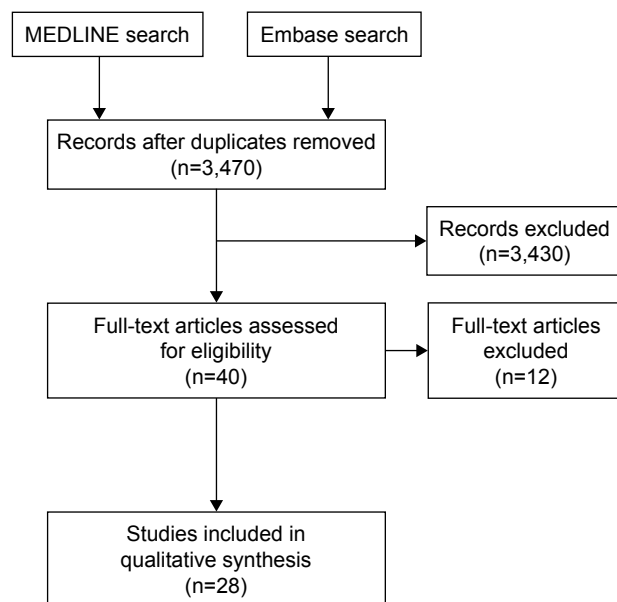 MEDLINE search
Embase search
Records after duplicates removed
(n=3,470)
Records excluded
(n=3,430)
Full-text articles assessed
for eligibility
(n=40)
Full-text articles
excluded
(n=12)
Studies included in
qualitative synthesis
(n=28)